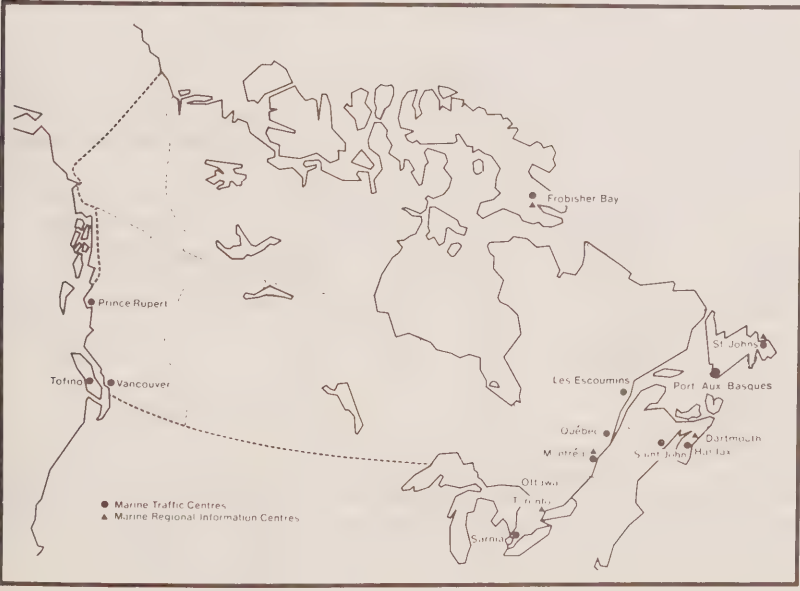 Frobisher Bay
Prince Rupert
St Johns
Tofino
Vancouver
Les Escoumins
Port Aux Basques
Québec
Dartmouth
Montréal
Saint John
Halifax
Ottawa
Toronto
Marine Traffic Centres
Marine Regional Information Centres
Sarnia